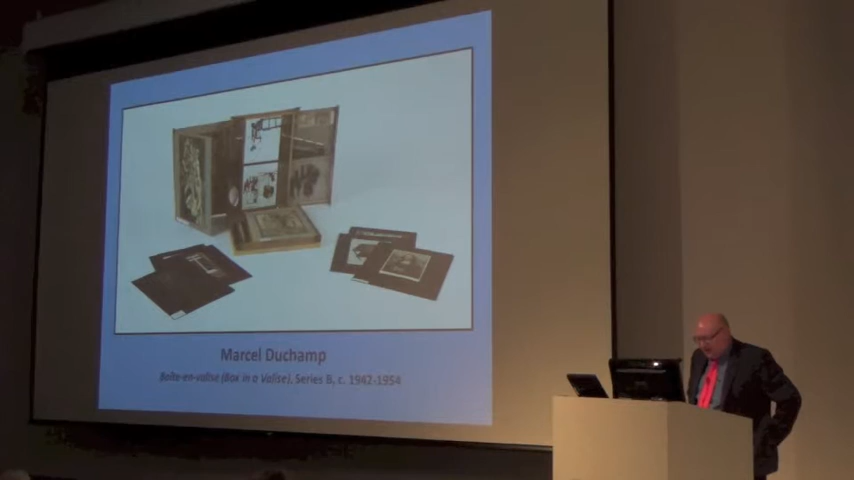 Marcel Duchamp
Boîte-en-valise (Box in a Valise), Series B, c. 1942-1954